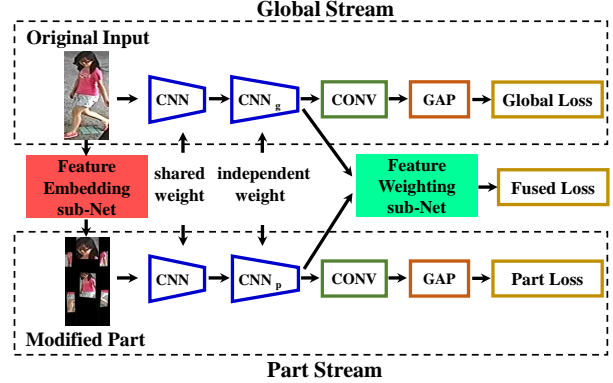 Global Stream
Original Input
CNN
CNN g
CONV
GAP
Global Loss
Feature
Embedding
sub-Net
shared
weight
independent
weight
Feature
Weighting
sub-Net
Fused Loss
CNN
CNN p
CONV
GAP
Part Loss
Modified Part
Part Stream